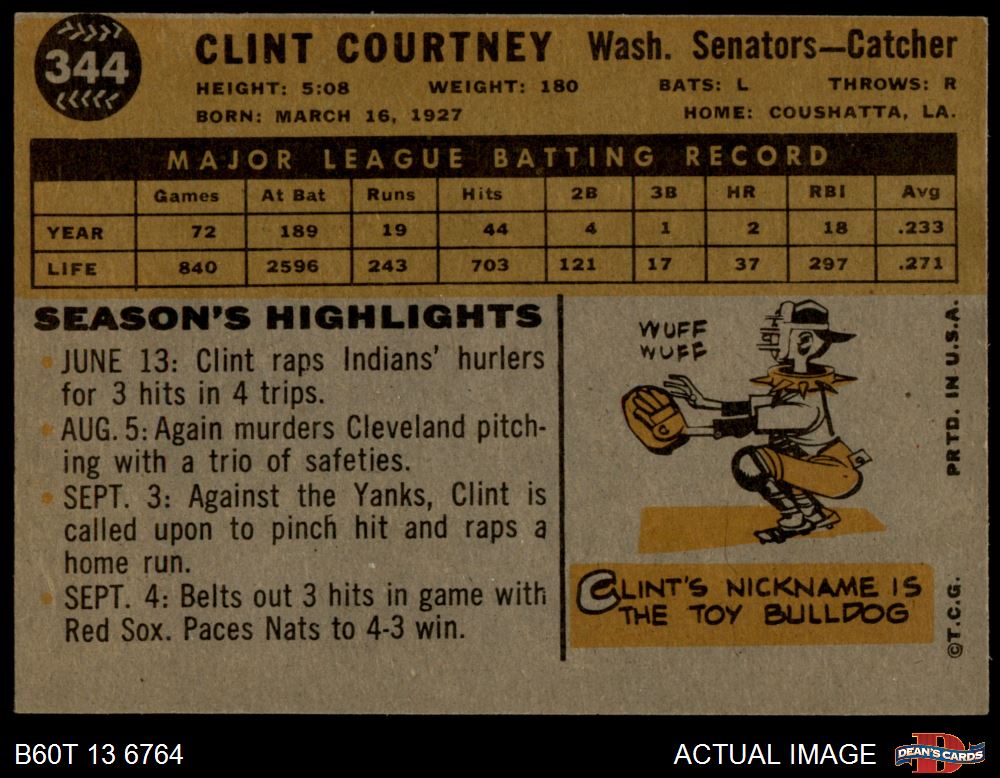 344
CLINT COURTNEY Wash. Senators—Catcher
HEIGHT: 5:08 WEIGHT: 180 BATS: L THROWS: R
BORN: MARCH 16, 1927 HOME: COUSHATTA, LA.
MAJOR LEAGUE BATTING RECORD
Games At Bat Runs Hits 2B 3B HR RBI Avg
YEAR 72 189 19 44 4 1 2 18 .233
LIFE 840 2596 243 703 121 17 37 297 .271
SEASON'S HIGHLIGHTS
• JUNE 13: Clint raps Indians' hurlers
for 3 hits in 4 trips.
• AUG. 5: Again murders Cleveland pitch-
ing with a trio of safeties.
• SEPT. 3: Against the Yanks, Clint is
called upon to pinch hit and raps a
home run.
• SEPT. 4: Belts out 3 hits in game with
Red Sox. Paces Nats to 4-3 win.
WUFF
WUFF
CLINT'S NICKNAME IS
THE TOY BULLDOG
©T.C.G. PRTD. IN U.S.A.
B60T 13 6764
ACTUAL IMAGE
DEAN'S CARDS